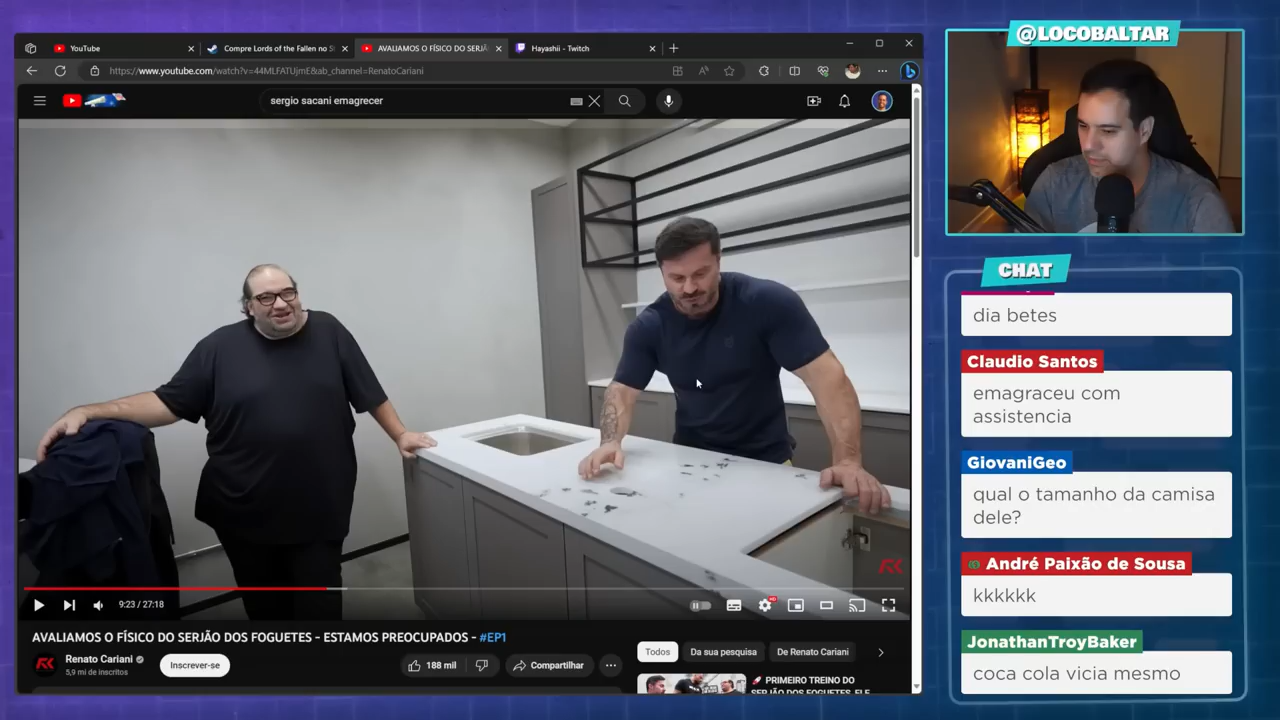 YouTube
Compre Lords of the Fallen no S
AVALIAMOS O FÍSICO DO SERJÃ
Hayashii - Twitch
https://www.youtube.com/watch?v=44MLFATUjmE&ab_channel=RenatoCariani
sergio sacani emagrecer
RK
9:23 / 27:18
HD
AVALIAMOS O FÍSICO DO SERJÃO DOS FOGUETES - ESTAMOS PREOCUPADOS - #EP1
Renato Cariani
5,9 mi de inscritos
Inscrever-se
188 mil
Compartilhar
Todos
Da sua pesquisa
De Renato Cariani
PRIMEIRO TREINO DO
SERJÃO DOS FOGUETES, ELE
@LOCOBALTAR
CHAT
dia betes
Claudio Santos
emagraceu com
assistencia
GiovaniGeo
qual o tamanho da camisa
dele?
André Paixão de Sousa
kkkkkk
JonathanTroyBaker
coca cola vicia mesmo